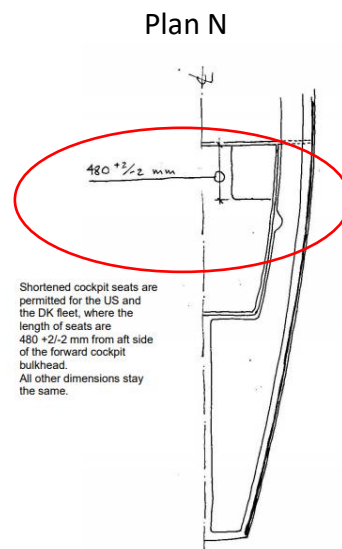 Plan N
℄
480 +2/-2 mm
Shortened cockpit seats are
permitted for the US and
the DK fleet, where the
length of seats are
480 +2/-2 mm from aft side
of the forward cockpit
bulkhead.
All other dimensions stay
the same.